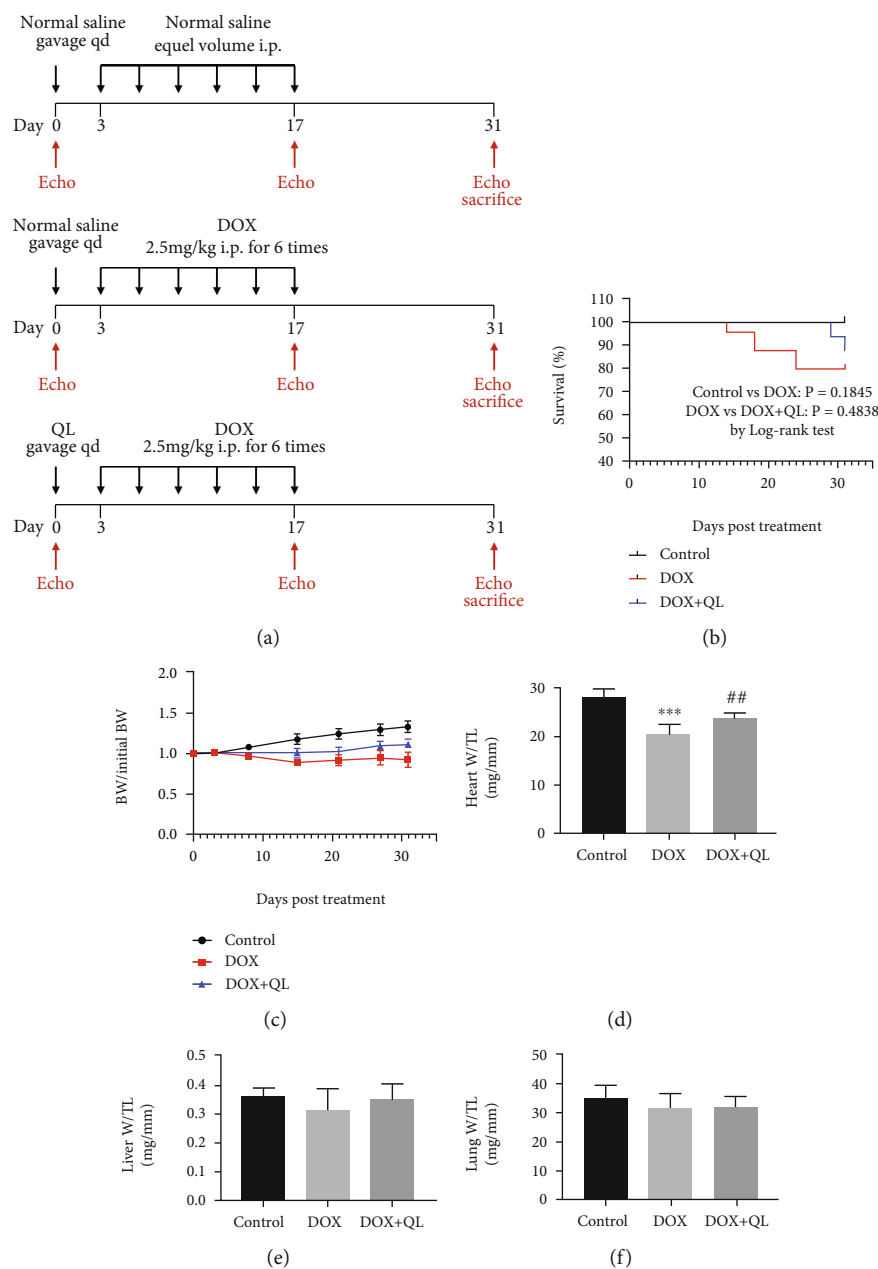 Normal saline
gavage qd
Normal saline
equel volume i.p.
Day 0 3 17 31
Echo Echo Echo
sacrifice
Normal saline
gavage qd
DOX
2.5mg/kg i.p. for 6 times
Day 0 3 17 31
Echo Echo Echo
sacrifice
QL
gavage qd
DOX
2.5mg/kg i.p. for 6 times
Day 0 3 17 31
Echo Echo Echo
sacrifice
(a)
Survival (%)
110
100
90
80
70
60
50
40
Control vs DOX: P = 0.1845
DOX vs DOX+QL: P = 0.4838
by Log-rank test
0 10 20 30
Days post treatment
Control
DOX
DOX+QL
(b)
BW/initial BW
2.0
1.5
1.0
0.5
0.0
0 10 20 30
Days post treatment
Control
DOX
DOX+QL
(c)
Heart W/TL
(mg/mm)
30
20
10
0
***
##
Control DOX DOX+QL
(d)
Liver W/TL
(mg/mm)
0.5
0.4
0.3
0.2
0.1
0.0
Control DOX DOX+QL
(e)
Lung W/TL
(mg/mm)
50
40
30
20
10
0
Control DOX DOX+QL
(f)